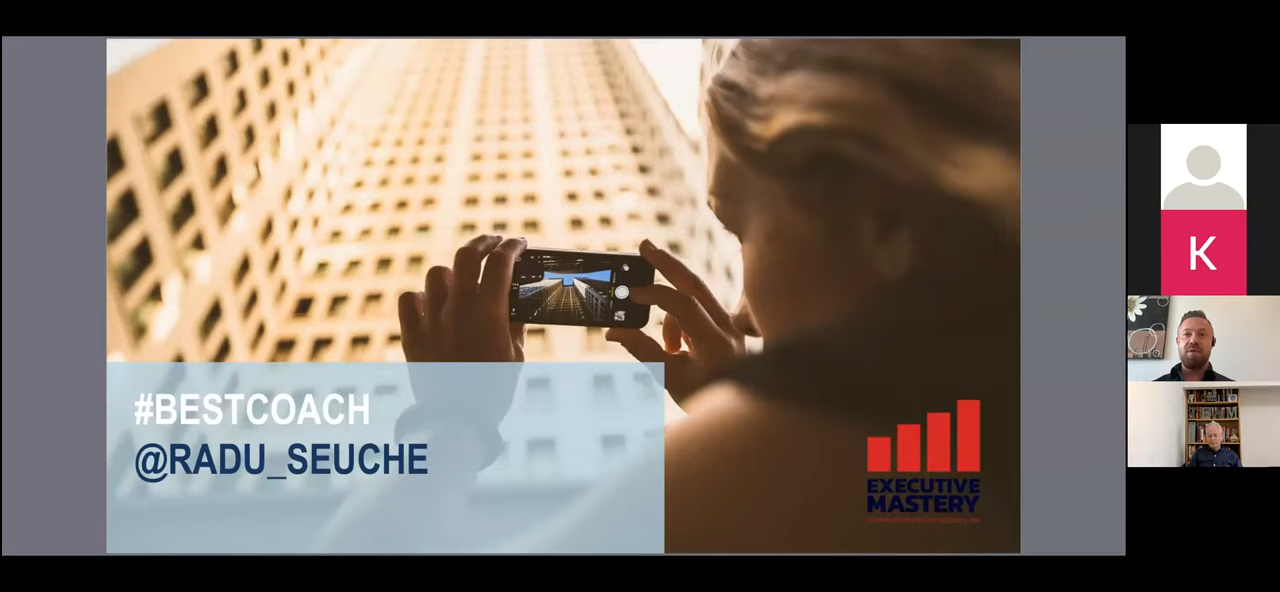 #BESTCOACH
@RADU_SEUCHE
EXECUTIVE
MASTERY
K